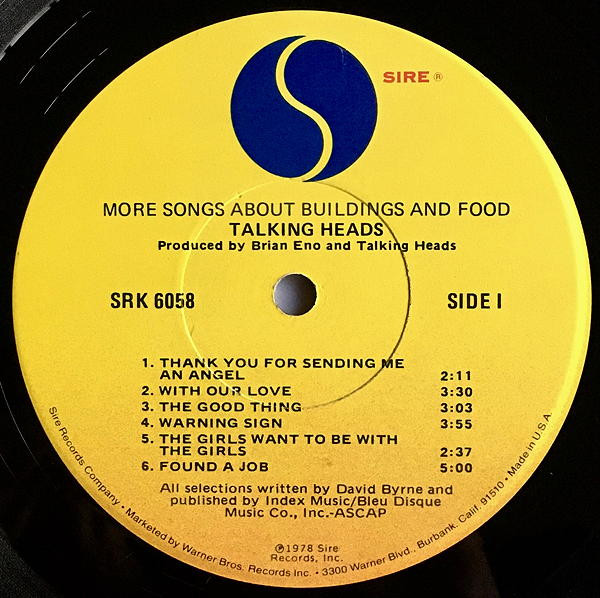 SIRE ®
MORE SONGS ABOUT BUILDINGS AND FOOD
TALKING HEADS
Produced by Brian Eno and Talking Heads
SRK 6058
SIDE I
1. THANK YOU FOR SENDING ME
AN ANGEL 2:11
2. WITH OUR LOVE 3:30
3. THE GOOD THING 3:03
4. WARNING SIGN 3:55
5. THE GIRLS WANT TO BE WITH
THE GIRLS 2:37
6. FOUND A JOB 5:00
All selections written by David Byrne and
published by Index Music/Bleu Disque
Music Co., Inc.-ASCAP
℗1978 Sire
Records, Inc.
Sire Records Company • Marketed by Warner Bros. Records Inc. • 3300 Warner Blvd., Burbank, Calif. 91510 • Made in U.S.A.